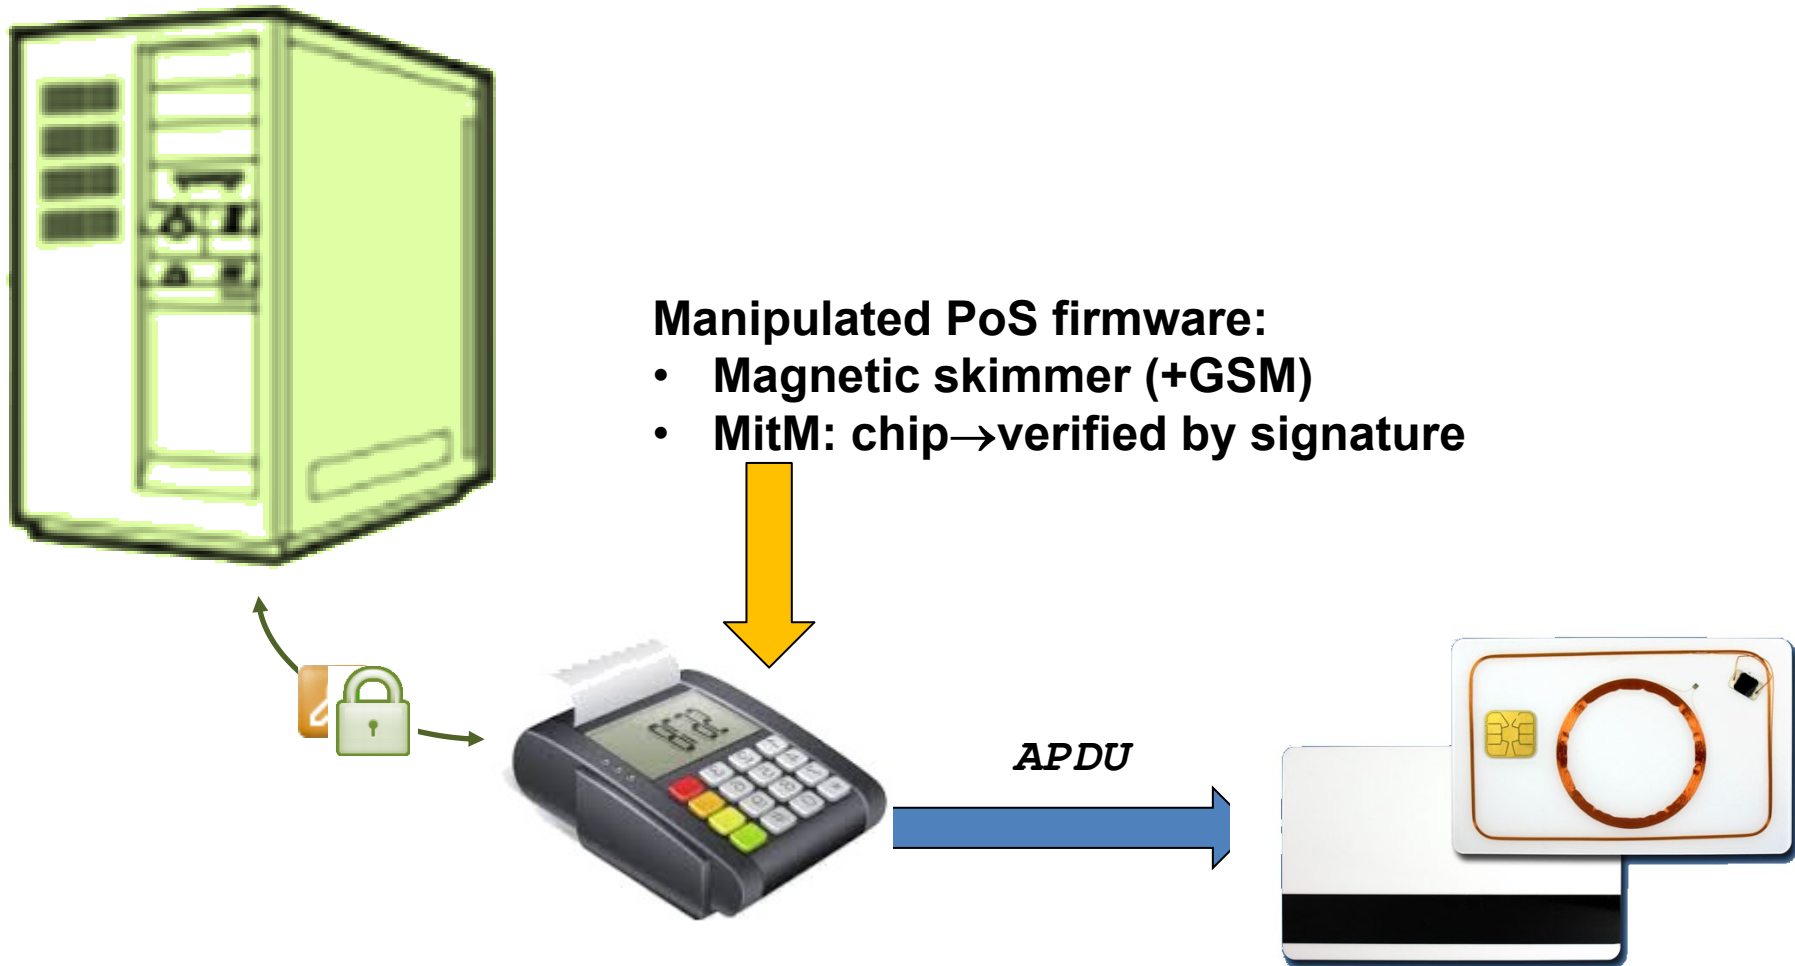 Manipulated PoS firmware:
• Magnetic skimmer (+GSM)
• MitM: chip→verified by signature
APDU